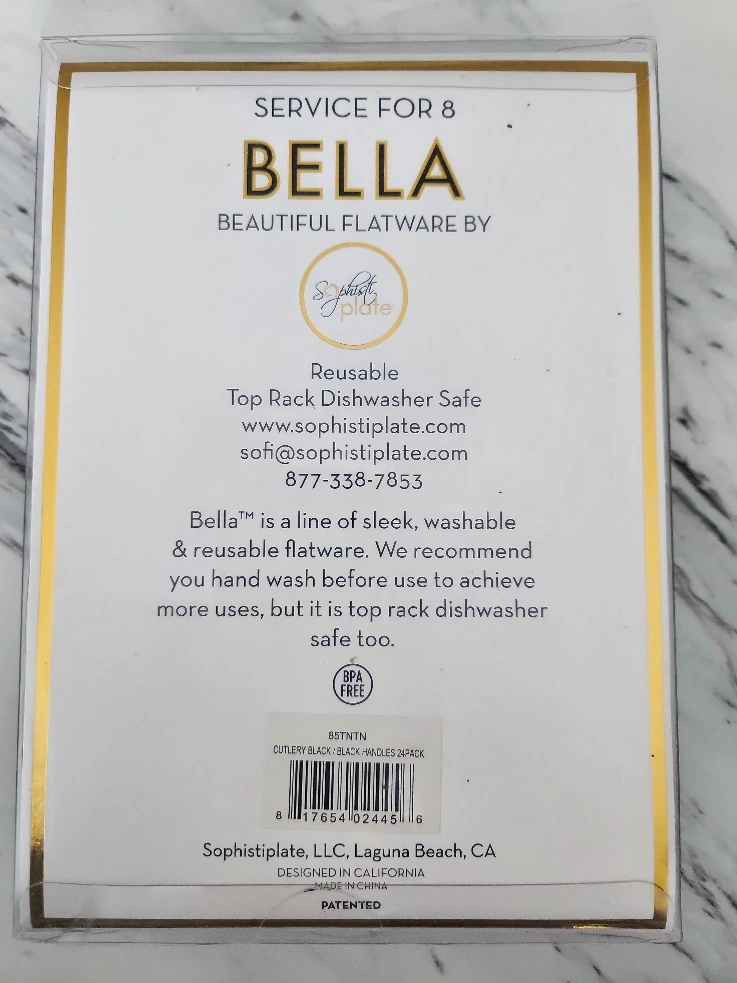 SERVICE FOR 8
BELLA
BEAUTIFUL FLATWARE BY
Sophisti
plate
Reusable
Top Rack Dishwasher Safe
www.sophistiplate.com
sofi@sophistiplate.com
877-338-7853
Bella™ is a line of sleek, washable
& reusable flatware. We recommend
you hand wash before use to achieve
more uses, but it is top rack dishwasher
safe too.
BPA
FREE
85TNTN
CUTLERY BLACK / BLACK HANDLES 24PACK
8 17654 02445 6
Sophistiplate, LLC, Laguna Beach, CA
DESIGNED IN CALIFORNIA
MADE IN CHINA
PATENTED